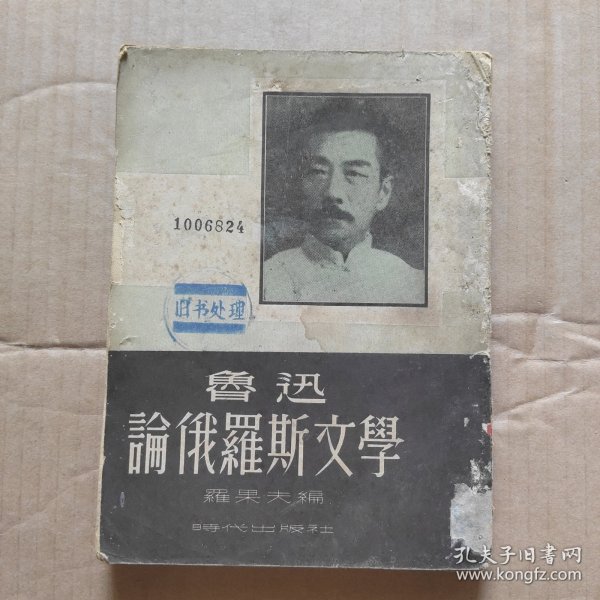 1006824
旧书处理
魯迅
論俄羅斯文學
羅果夫編
時代出版社
孔夫子旧书网
www.kongfz.com